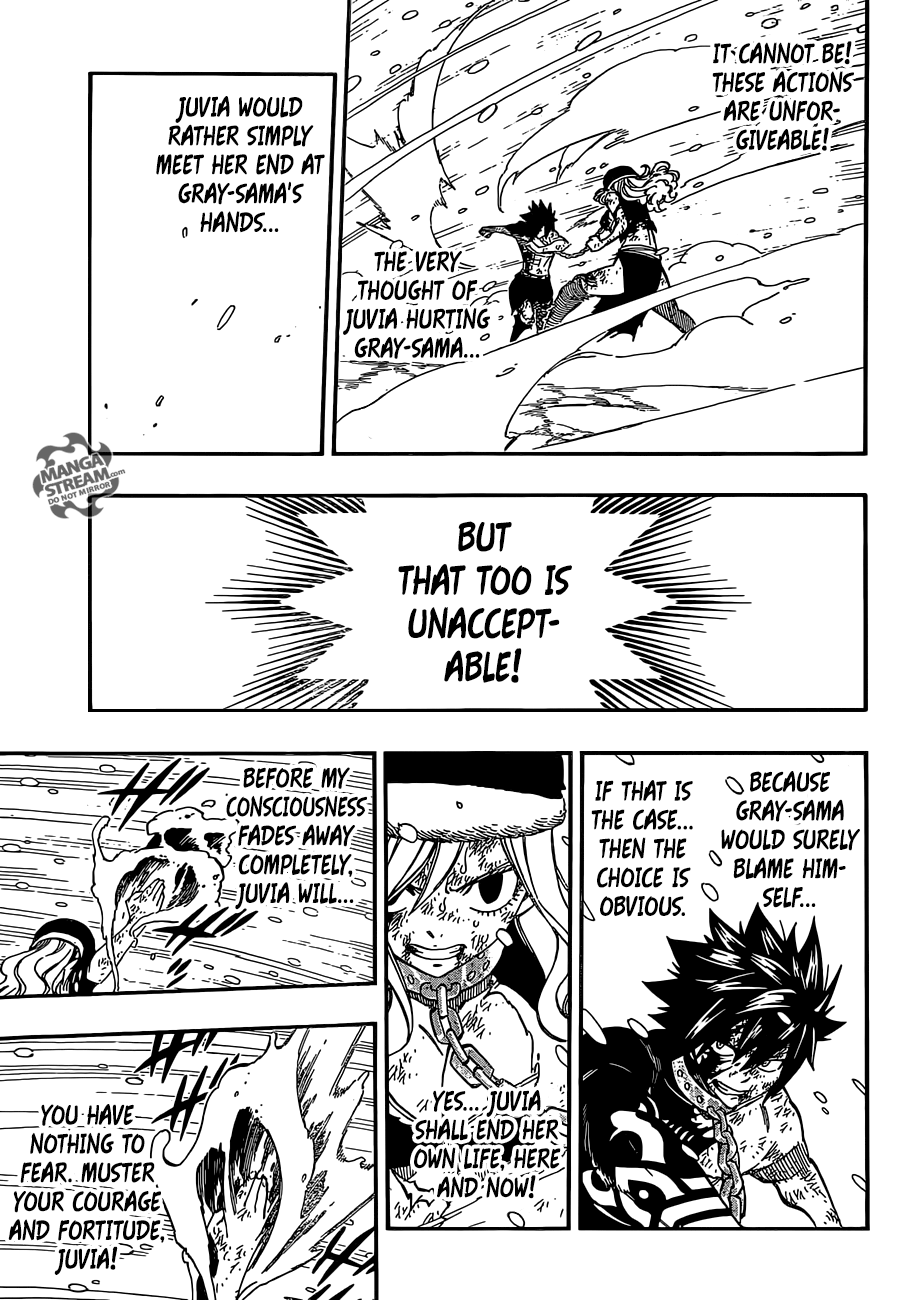 IT CANNOT BE!
THESE ACTIONS
ARE UNFOR-
GIVEABLE!
THE VERY
THOUGHT OF
JUVIA HURTING
GRAY-SAMA...
JUVIA WOULD
RATHER SIMPLY
MEET HER END AT
GRAY-SAMA'S
HANDS...
MANGA
STREAM.com
DO NOT MIRROR
BUT
THAT TOO IS
UNACCEPT-
ABLE!
BECAUSE
GRAY-SAMA
WOULD SURELY
BLAME HIM-
SELF...
IF THAT IS
THE CASE...
THEN THE
CHOICE IS
OBVIOUS.
YES... JUVIA
SHALL END HER
OWN LIFE, HERE
AND NOW!
BEFORE MY
CONSCIOUSNESS
FADES AWAY
COMPLETELY,
JUVIA WILL...
YOU HAVE
NOTHING TO
FEAR. MUSTER
YOUR COURAGE
AND FORTITUDE,
JUVIA!